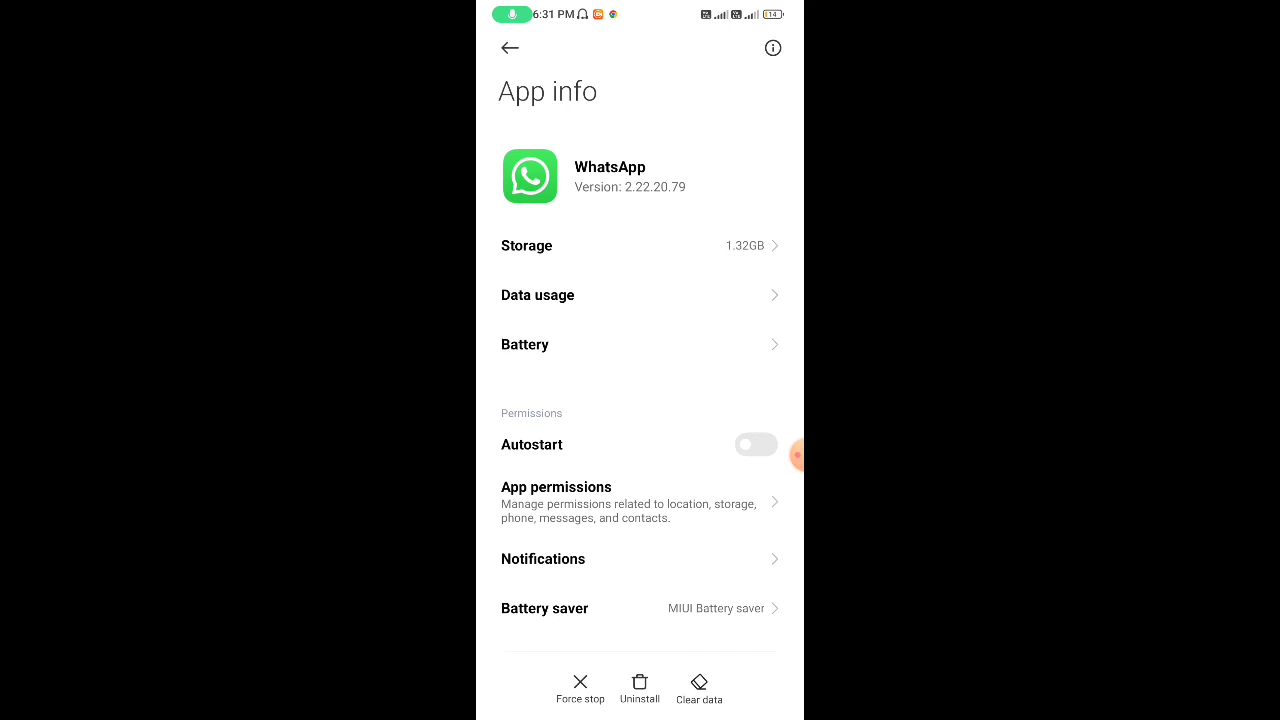 6:31 PM
14
App info
WhatsApp
Version: 2.22.20.79
Storage 1.32GB
Data usage
Battery
Permissions
Autostart
App permissions
Manage permissions related to location, storage,
phone, messages, and contacts.
Notifications
Battery saver MIUI Battery saver
Force stop Uninstall Clear data